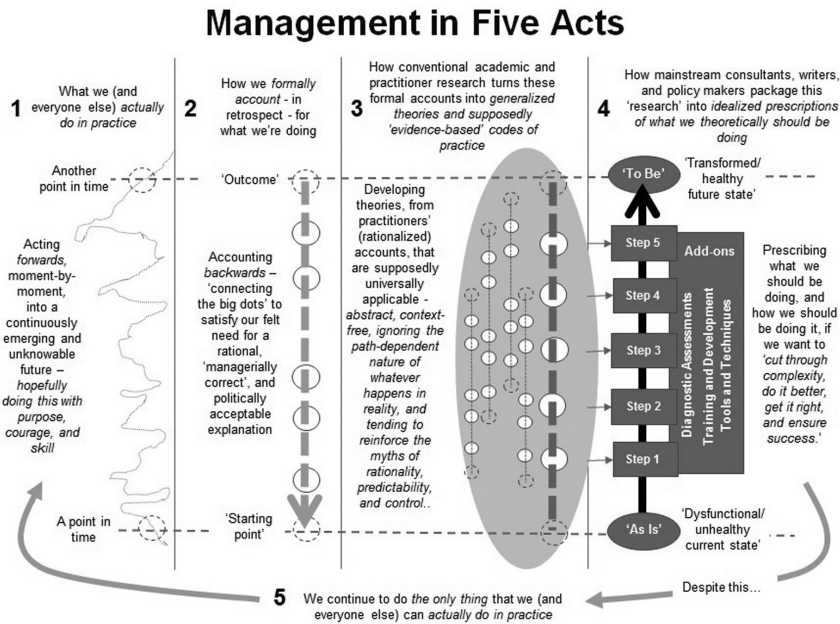 Management in Five Acts
1
What we (and
everyone else) actually
do in practice
Another
point in time
Acting
forwards,
moment-by-
moment,
into a
continuously
emerging and
unknowable
future –
hopefully
doing this with
purpose,
courage, and
skill
A point in
time
2
How we formally
account - in
retrospect - for
what we're doing
'Outcome'
Accounting
backwards –
'connecting
the big dots' to
satisfy our felt
need for a
rational,
'managerially
correct', and
politically
acceptable
explanation
'Starting
point'
3
How conventional academic and
practitioner research turns these
formal accounts into generalized
theories and supposedly
'evidence-based' codes of
practice
Developing
theories, from
practitioners'
(rationalized)
accounts, that
are supposedly
universally
applicable -
abstract, context-
free, ignoring the
path-dependent
nature of
whatever
happens in
reality, and
tending to
reinforce the
myths of
rationality,
predictability,
and control..
4
How mainstream consultants, writers,
and policy makers package this
'research' into idealized prescriptions
of what we theoretically should be
doing
'To Be'
'Transformed/
healthy
future state'
Step 5
Step 4
Step 3
Step 2
Step 1
Add-ons
Diagnostic Assessments
Training and Development
Tools and Techniques
Prescribing
what we
should be
doing, and
how we should
be doing it, if
we want to
'cut through
complexity,
do it better,
get it right,
and ensure
success.'
'As Is'
'Dysfunctional/
unhealthy
current state'
Despite this...
5
We continue to do the only thing that we (and
everyone else) can actually do in practice